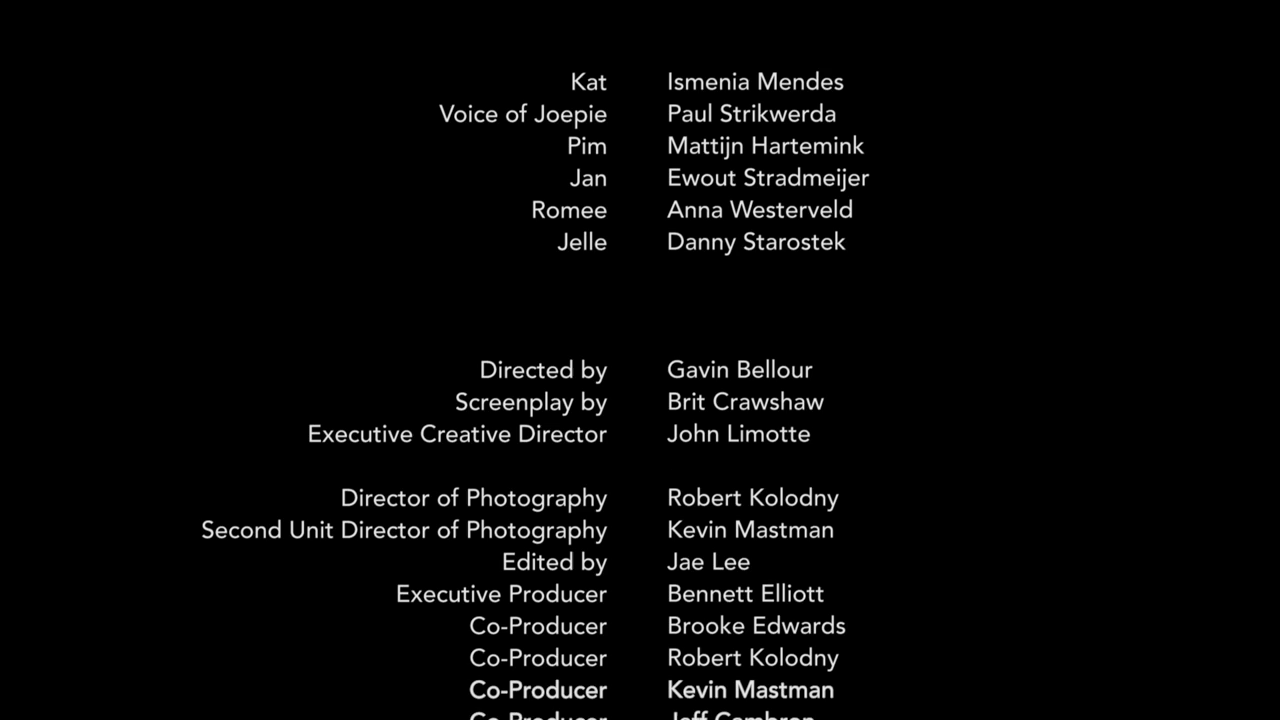 Kat Ismenia Mendes
Voice of Joepie Paul Strikwerda
Pim Mattijn Hartemink
Jan Ewout Stradmeijer
Romee Anna Westerveld
Jelle Danny Starostek
Directed by Gavin Bellour
Screenplay by Brit Crawshaw
Executive Creative Director John Limotte
Director of Photography Robert Kolodny
Second Unit Director of Photography Kevin Mastman
Edited by Jae Lee
Executive Producer Bennett Elliott
Co-Producer Brooke Edwards
Co-Producer Robert Kolodny
Co-Producer Kevin Mastman
Co-Producer Jeff